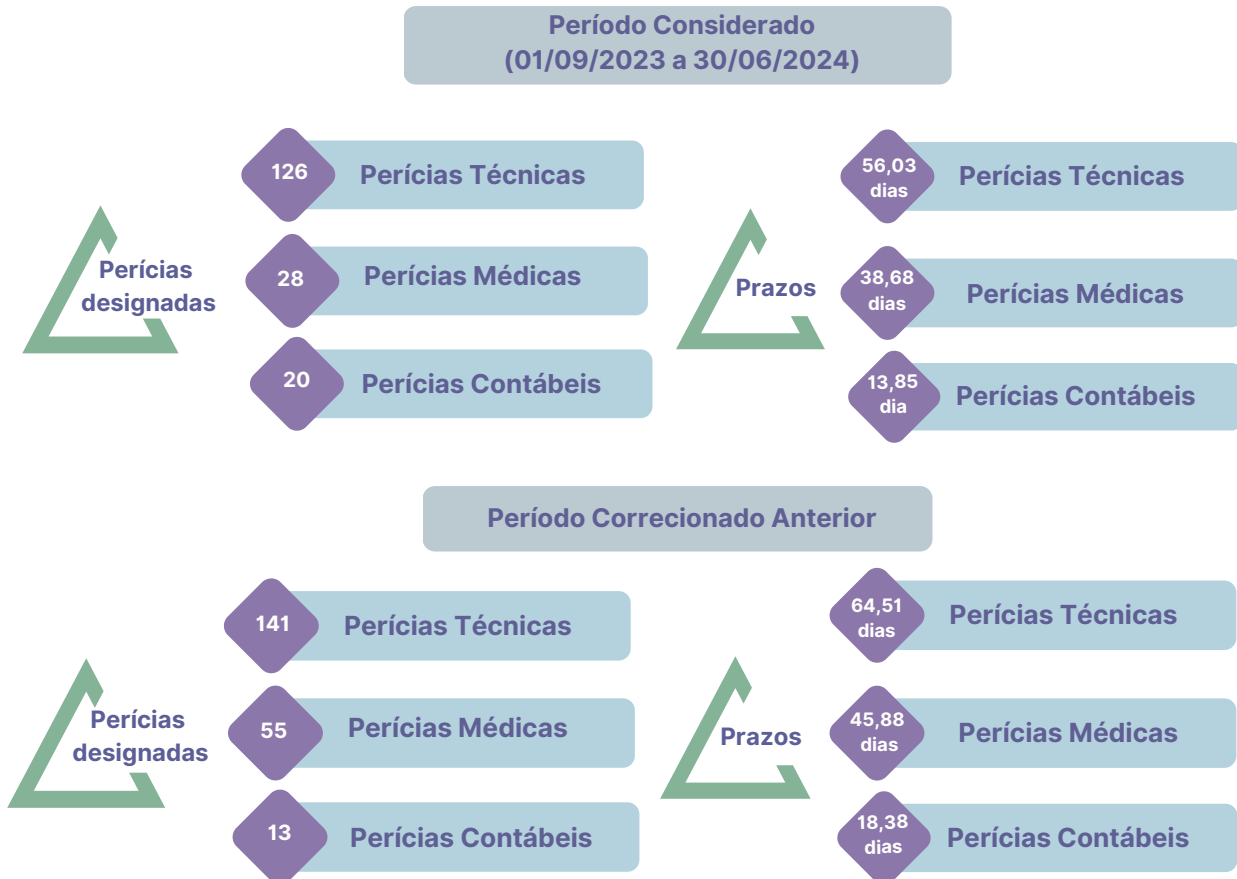 Período Considerado
(01/09/2023 a 30/06/2024)
Perícias
designadas
126
Perícias Técnicas
28
Perícias Médicas
20
Perícias Contábeis
Prazos
56,03
dias
Perícias Técnicas
38,68
dias
Perícias Médicas
13,85
dia
Perícias Contábeis
Período Correcionado Anterior
Perícias
designadas
141
Perícias Técnicas
55
Perícias Médicas
13
Perícias Contábeis
Prazos
64,51
dias
Perícias Técnicas
45,88
dias
Perícias Médicas
18,38
dias
Perícias Contábeis